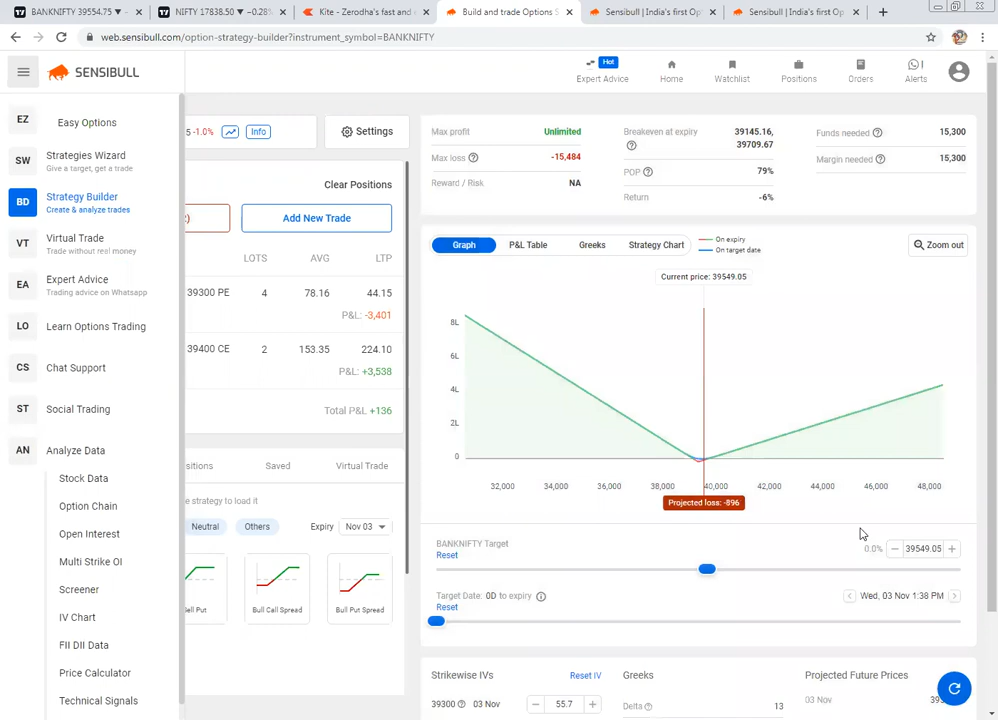 BANKNIFTY 39554.75 ▼ −
NIFTY 17838.50 ▼ −0.28%
Kite - Zerodha's fast and
Build and trade Options S
Sensibull | India's first Op
Sensibull | India's first Op
web.sensibull.com/option-strategy-builder?instrument_symbol=BANKNIFTY
SENSIBULL
Hot
Expert Advice
Home
Watchlist
Positions
Orders
Alerts
EZ Easy Options
SW Strategies Wizard
Give a target, get a trade
BD Strategy Builder
Create & analyze trades
VT Virtual Trade
Trade without reel money
EA Expert Advice
Trading advice on Whatsapp
LO Learn Options Trading
CS Chat Support
ST Social Trading
AN Analyze Data
Stock Data
Option Chain
Open Interest
Multi Strike OI
Screener
IV Chart
FII DII Data
Price Calculator
Technical Signals
5 -1.0% Info
Settings
Clear Positions
Add New Trade
LOTS AVG LTP
39300 PE 4 78.16 44.15
P&L: -3,401
39400 CE 2 153.35 224.10
P&L: +3,538
Total P&L +136
sitions Saved Virtual Trade
e strategy to load it
Neutral Others Expiry Nov 03
ell Put
Bull Call Spread
Bull Put Spread
Max profit Unlimited
Max loss -15,484
Reward / Risk NA
Breakeven at expiry 39145.16,
39709.67
POP 79%
Return -6%
Funds needed 15,300
Margin needed 15,300
Graph P&L Table Greeks Strategy Chart
On expiry
On target date
Zoom out
Current price: 39549.05
8L
6L
4L
2L
0
32,000 34,000 36,000 38,000 40,000 42,000 44,000 46,000 48,000
Projected loss: -896
BANKNIFTY Target
Reset
0.0% − 39549.05 +
Target Date: 0D to expiry
Reset
Wed, 03 Nov 1:38 PM
Strikewise IVs Reset IV
39300 03 Nov − 55.7 +
Greeks
Delta 13
Projected Future Prices
03 Nov